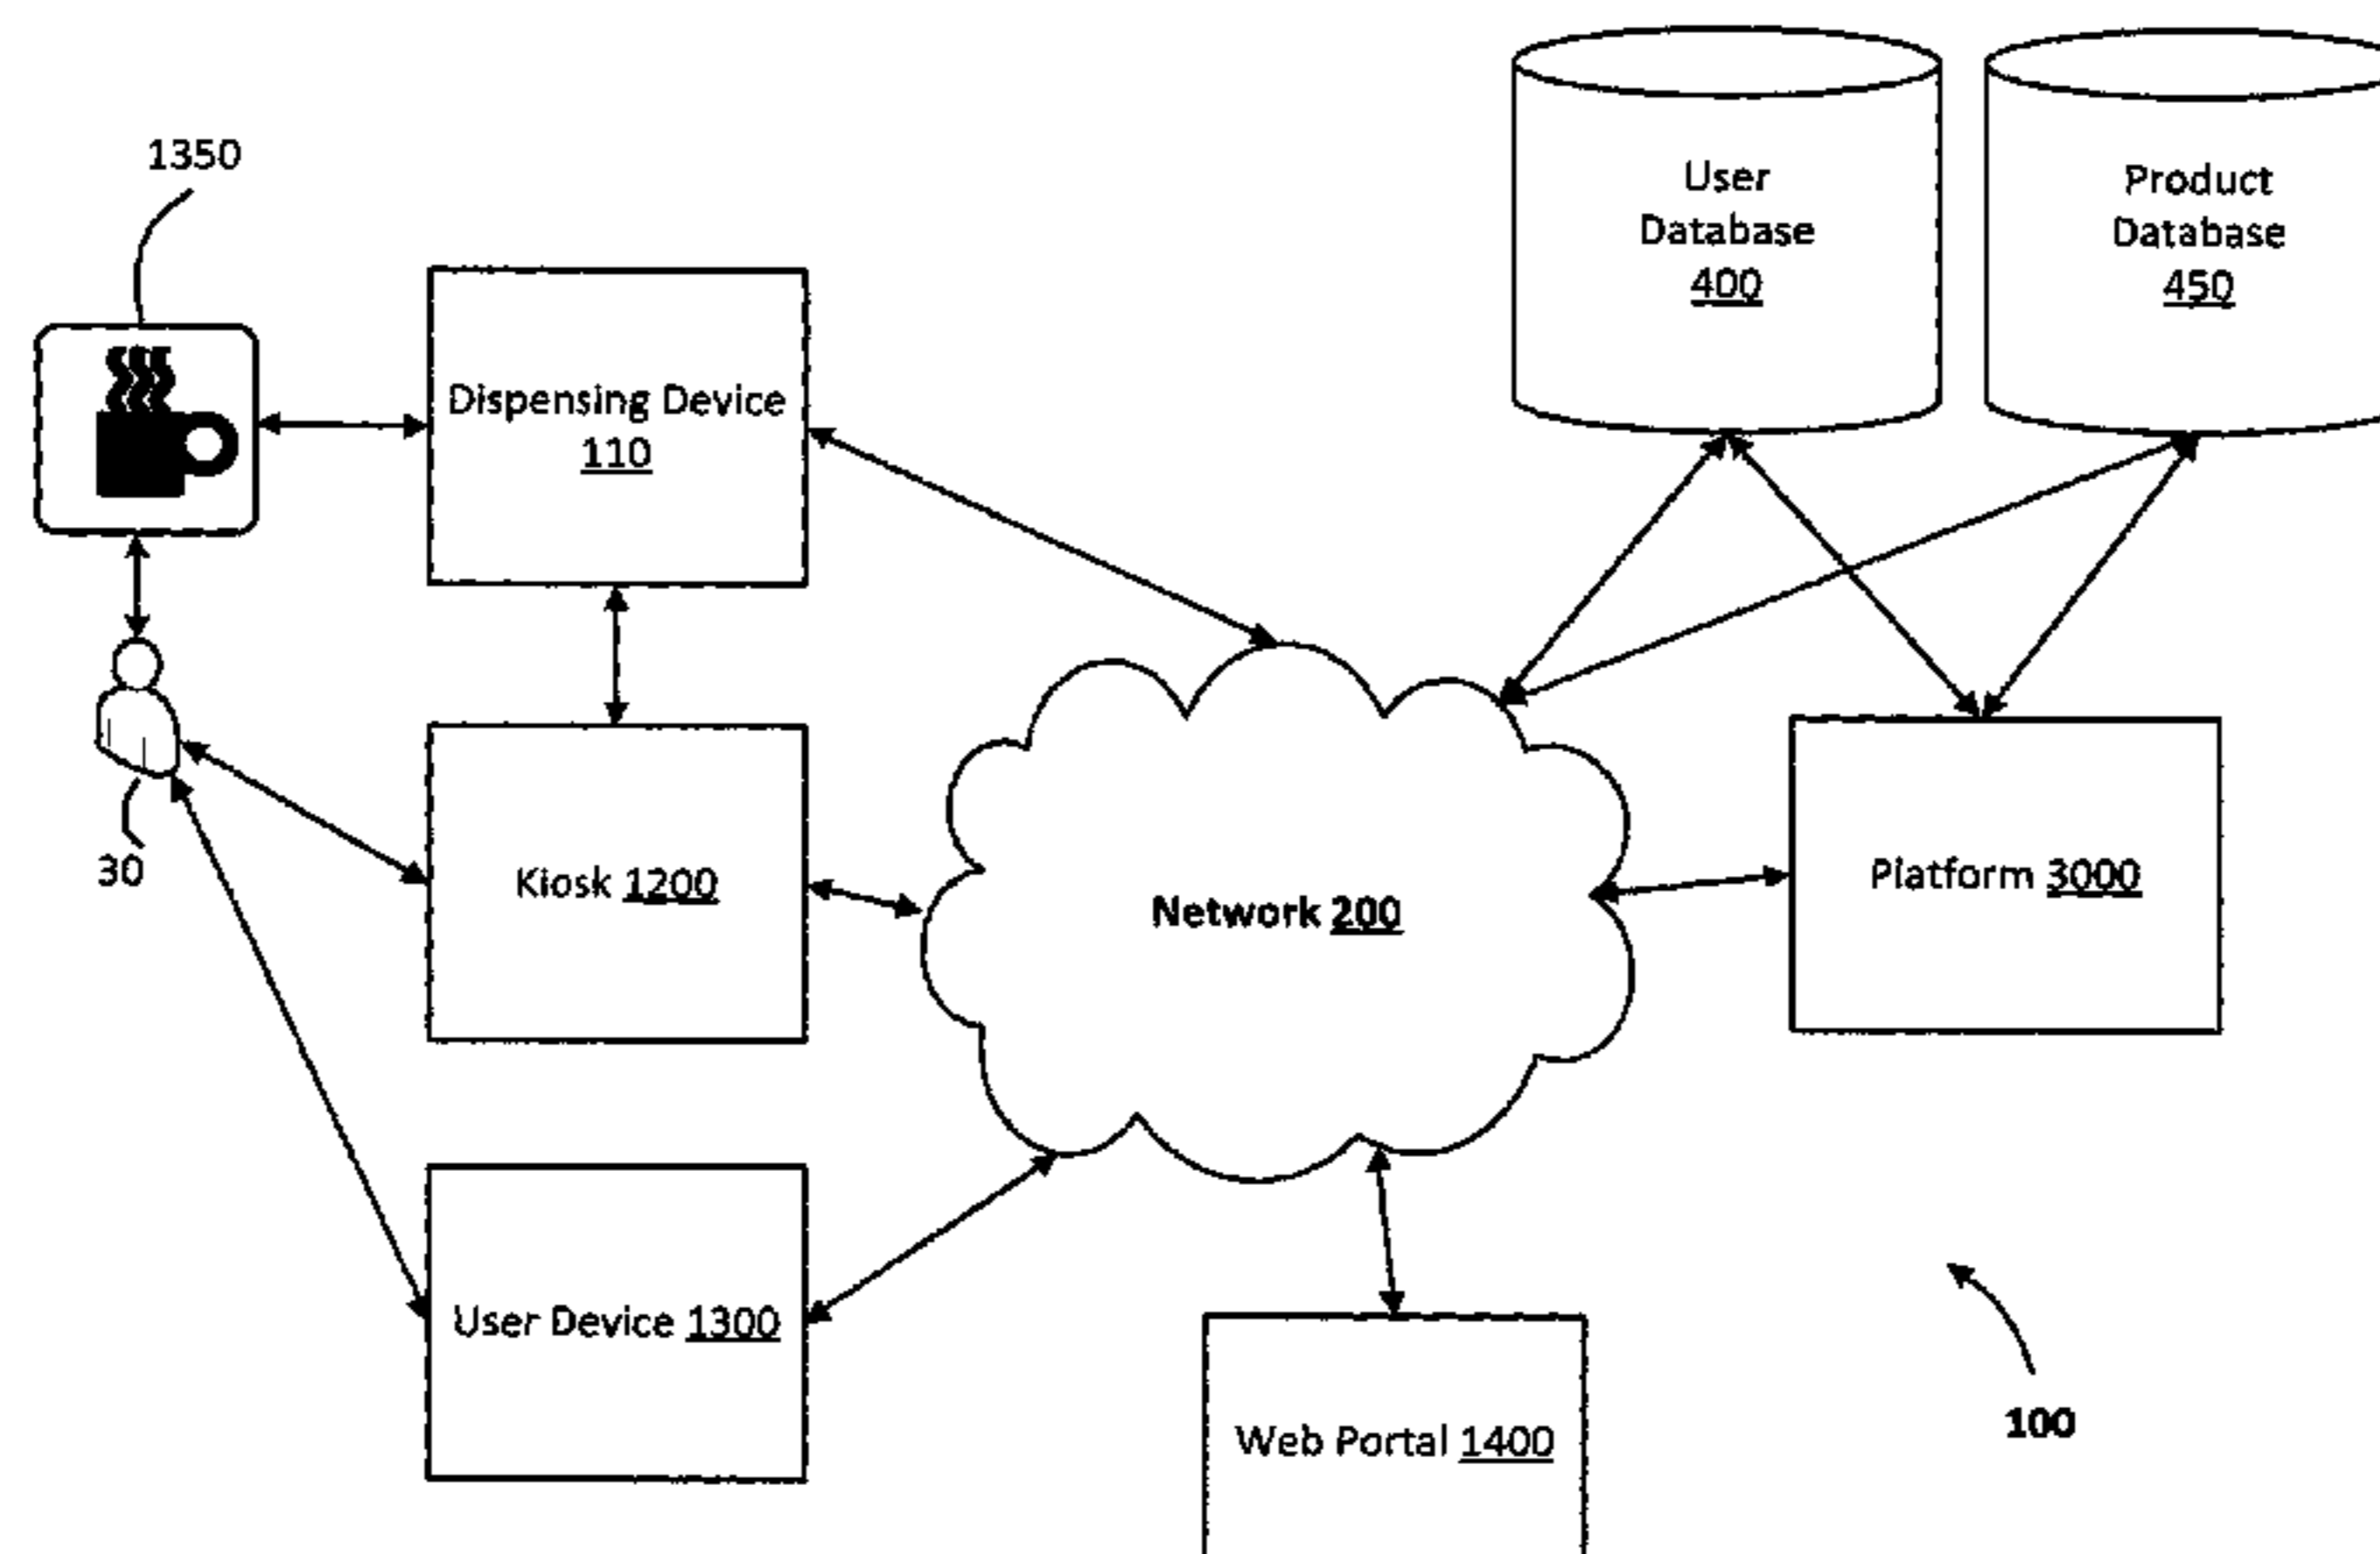 1350
User
Database
400
Product
Database
450
Dispensing Device
110
30
Kiosk 1200
Network 200
Platform 3000
User Device 1300
Web Portal 1400
100